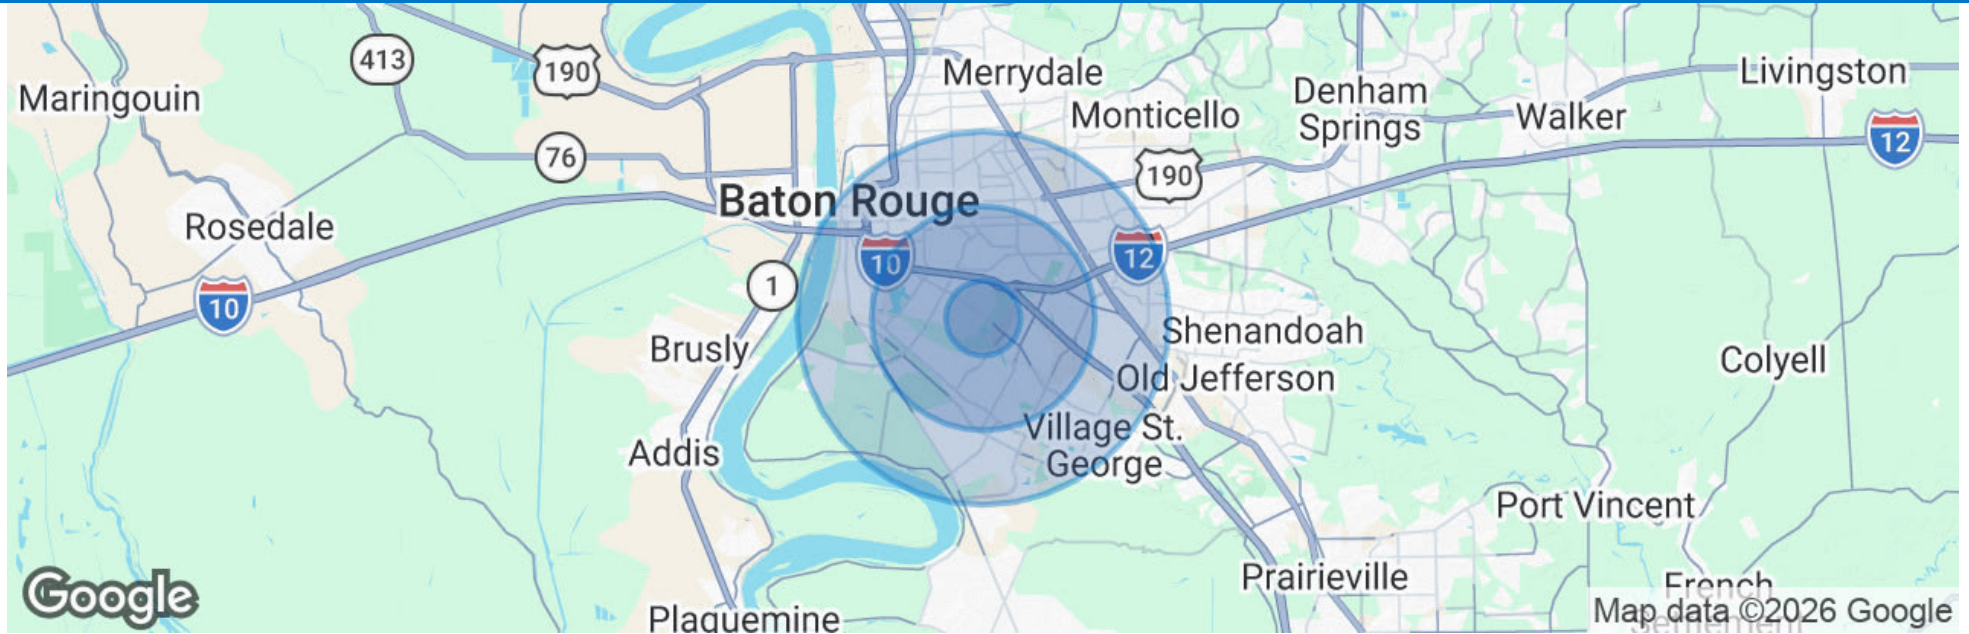 413
190
Merrydale
Livingston
Maringouin
Denham
Springs
Monticello
Walker
12
76
190
Baton Rouge
Rosedale
10
12
1
10
Shenandoah
Brusly
Colyell
Old Jefferson
Village St.
George
Addis
Port Vincent
Prairieville
French
Google
Map data ©2026 Google
Plaquemine